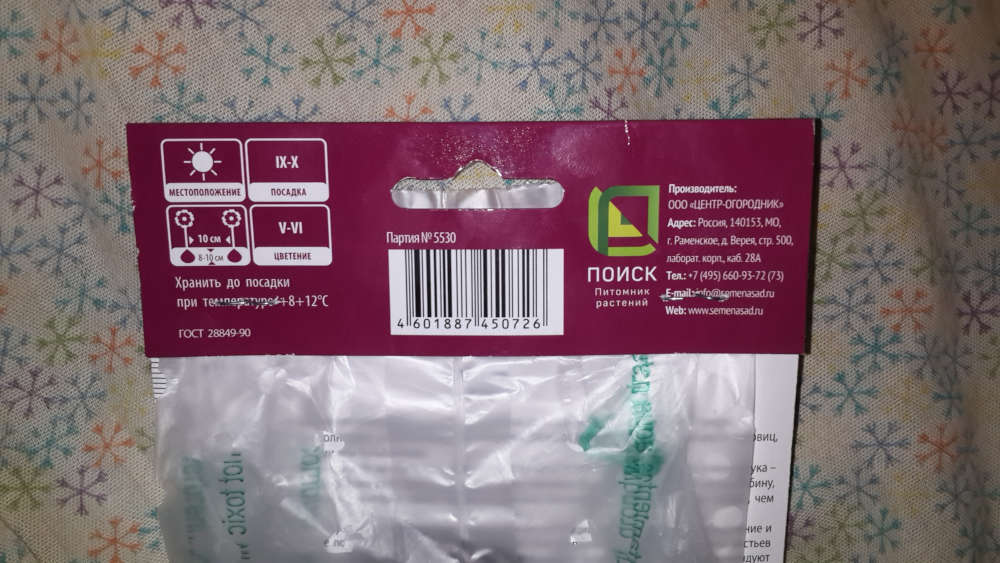 МЕСТОПОЛОЖЕНИЕ
IX-X
ПОСАДКА
10 см
8-10 см
V-VI
ЦВЕТЕНИЕ
Хранить до посадки
при температуре +8+12°C
ГОСТ 28849-90
Партия № 5530
4 601887 450726
ПОИСК
Питомник
растений
Производитель:
ООО «ЦЕНТР-ОГОРОДНИК»
Адрес: Россия, 140153, МО,
г. Раменское, д. Верея, стр. 500,
лаборат. корп., каб. 28А
Тел.: +7 (495) 660-93-72 (73)
E-mail: info@semenasad.ru
Web: www.semenasad.ru
чем
not toxic